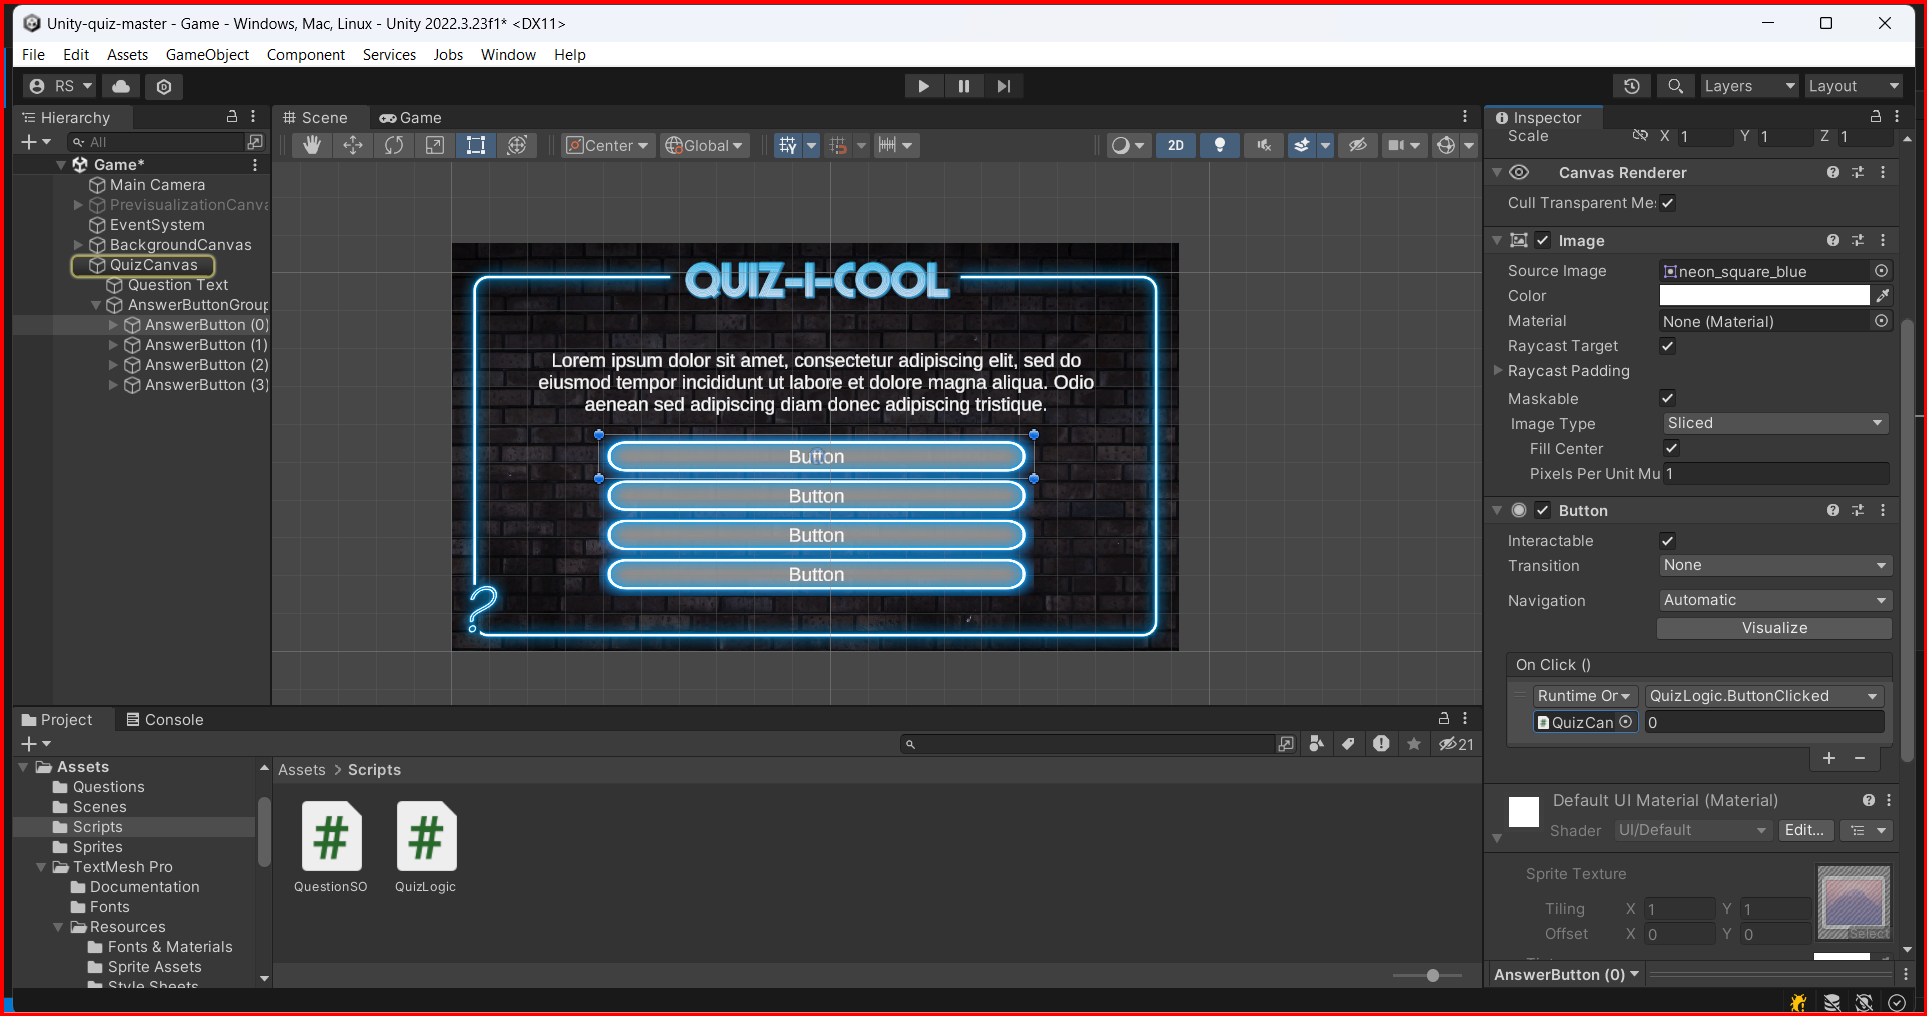 Unity-quiz-master - Game - Windows, Mac, Linux - Unity 2022.3.23f1* <DX11>
File Edit Assets GameObject Component Services Jobs Window Help
RS
Layers
Layout
Hierarchy
All
Game*
Main Camera
PrevisualizationCanva
EventSystem
BackgroundCanvas
QuizCanvas
Question Text
AnswerButtonGroup
AnswerButton (0)
AnswerButton (1)
AnswerButton (2)
AnswerButton (3)
Scene
Game
Center
Global
2D
QUIZ-I-COOL
Lorem ipsum dolor sit amet, consectetur adipiscing elit, sed do
eiusmod tempor incididunt ut labore et dolore magna aliqua. Odio
aenean sed adipiscing diam donec adipiscing tristique.
Button
Button
Button
Button
?
Inspector
Scale X 1 Y 1 Z 1
Canvas Renderer
Cull Transparent Me
Image
Source Image neon_square_blue
Color
Material None (Material)
Raycast Target
Raycast Padding
Maskable
Image Type Sliced
Fill Center
Pixels Per Unit Mu 1
Button
Interactable
Transition None
Navigation Automatic
Visualize
On Click ()
Runtime Or QuizLogic.ButtonClicked
QuizCan 0
+ −
Default UI Material (Material)
Shader UI/Default Edit...
Sprite Texture
Tiling X 1 Y 1
Offset X 0 Y 0
Select
AnswerButton (0)
Project
Console
21
Assets
Questions
Scenes
Scripts
Sprites
TextMesh Pro
Documentation
Fonts
Resources
Fonts & Materials
Sprite Assets
Style Sheets
Assets > Scripts
QuestionSO
QuizLogic